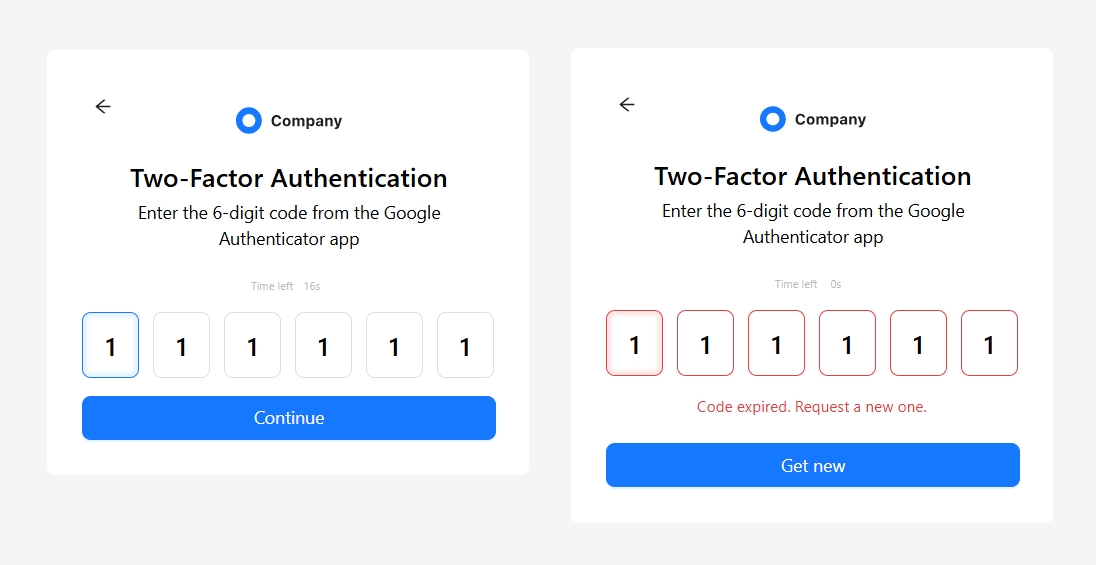 Company
Two-Factor Authentication
Enter the 6-digit code from the Google
Authenticator app
Time left 16s
1 1 1 1 1 1
Continue
Company
Two-Factor Authentication
Enter the 6-digit code from the Google
Authenticator app
Time left 0s
1 1 1 1 1 1
Code expired. Request a new one.
Get new